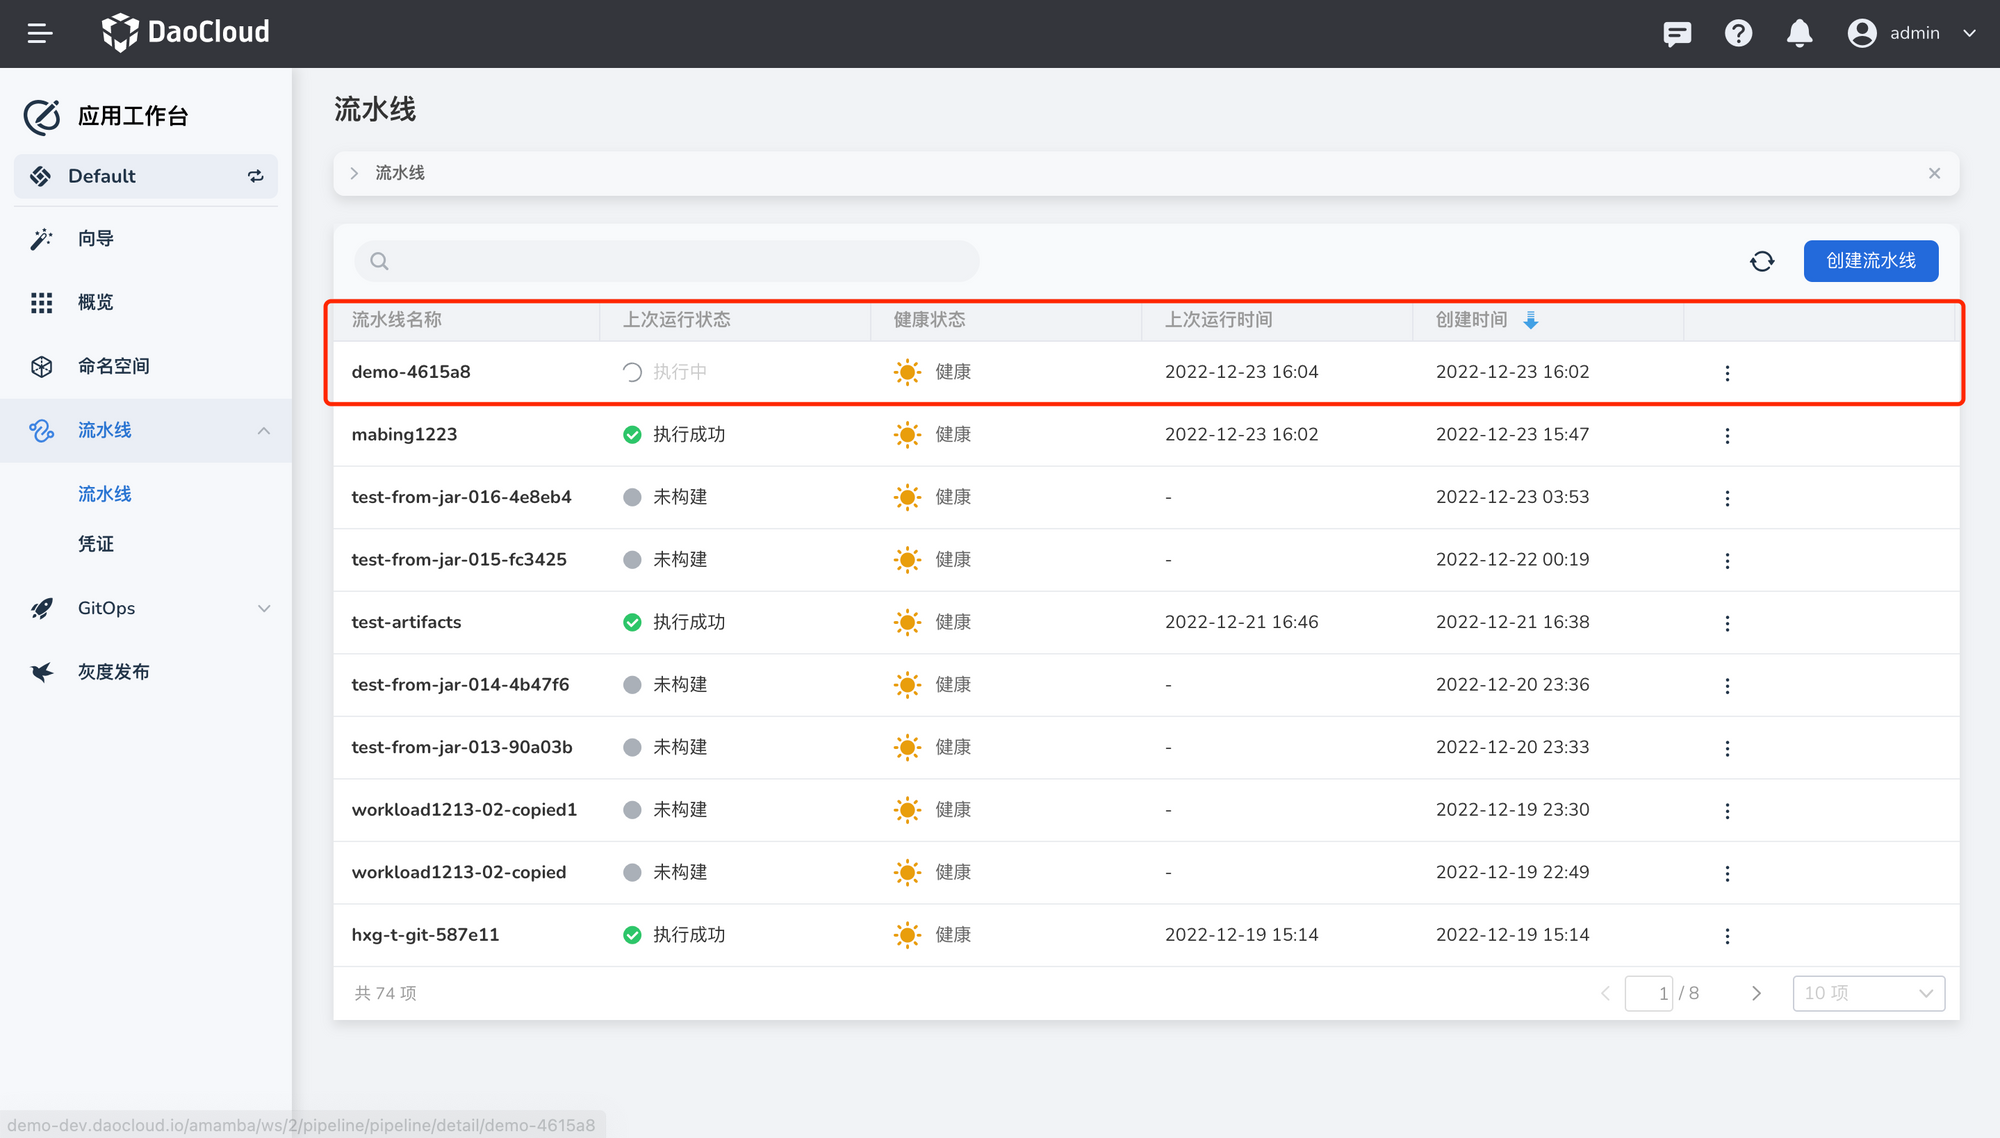 DaoCloud
admin
应用工作台
Default
向导
概览
命名空间
流水线
流水线
凭证
GitOps
灰度发布
流水线
流水线
创建流水线
流水线名称 上次运行状态 健康状态 上次运行时间 创建时间
demo-4615a8 执行中 健康 2022-12-23 16:04 2022-12-23 16:02
mabing1223 执行成功 健康 2022-12-23 16:02 2022-12-23 15:47
test-from-jar-016-4e8eb4 未构建 健康 - 2022-12-23 03:53
test-from-jar-015-fc3425 未构建 健康 - 2022-12-22 00:19
test-artifacts 执行成功 健康 2022-12-21 16:46 2022-12-21 16:38
test-from-jar-014-4b47f6 未构建 健康 - 2022-12-20 23:36
test-from-jar-013-90a03b 未构建 健康 - 2022-12-20 23:33
workload1213-02-copied1 未构建 健康 - 2022-12-19 23:30
workload1213-02-copied 未构建 健康 - 2022-12-19 22:49
hxg-t-git-587e11 执行成功 健康 2022-12-19 15:14 2022-12-19 15:14
共 74 项 1 / 8 10 项
demo-dev.daocloud.io/amamba/ws/2/pipeline/pipeline/detail/demo-4615a8